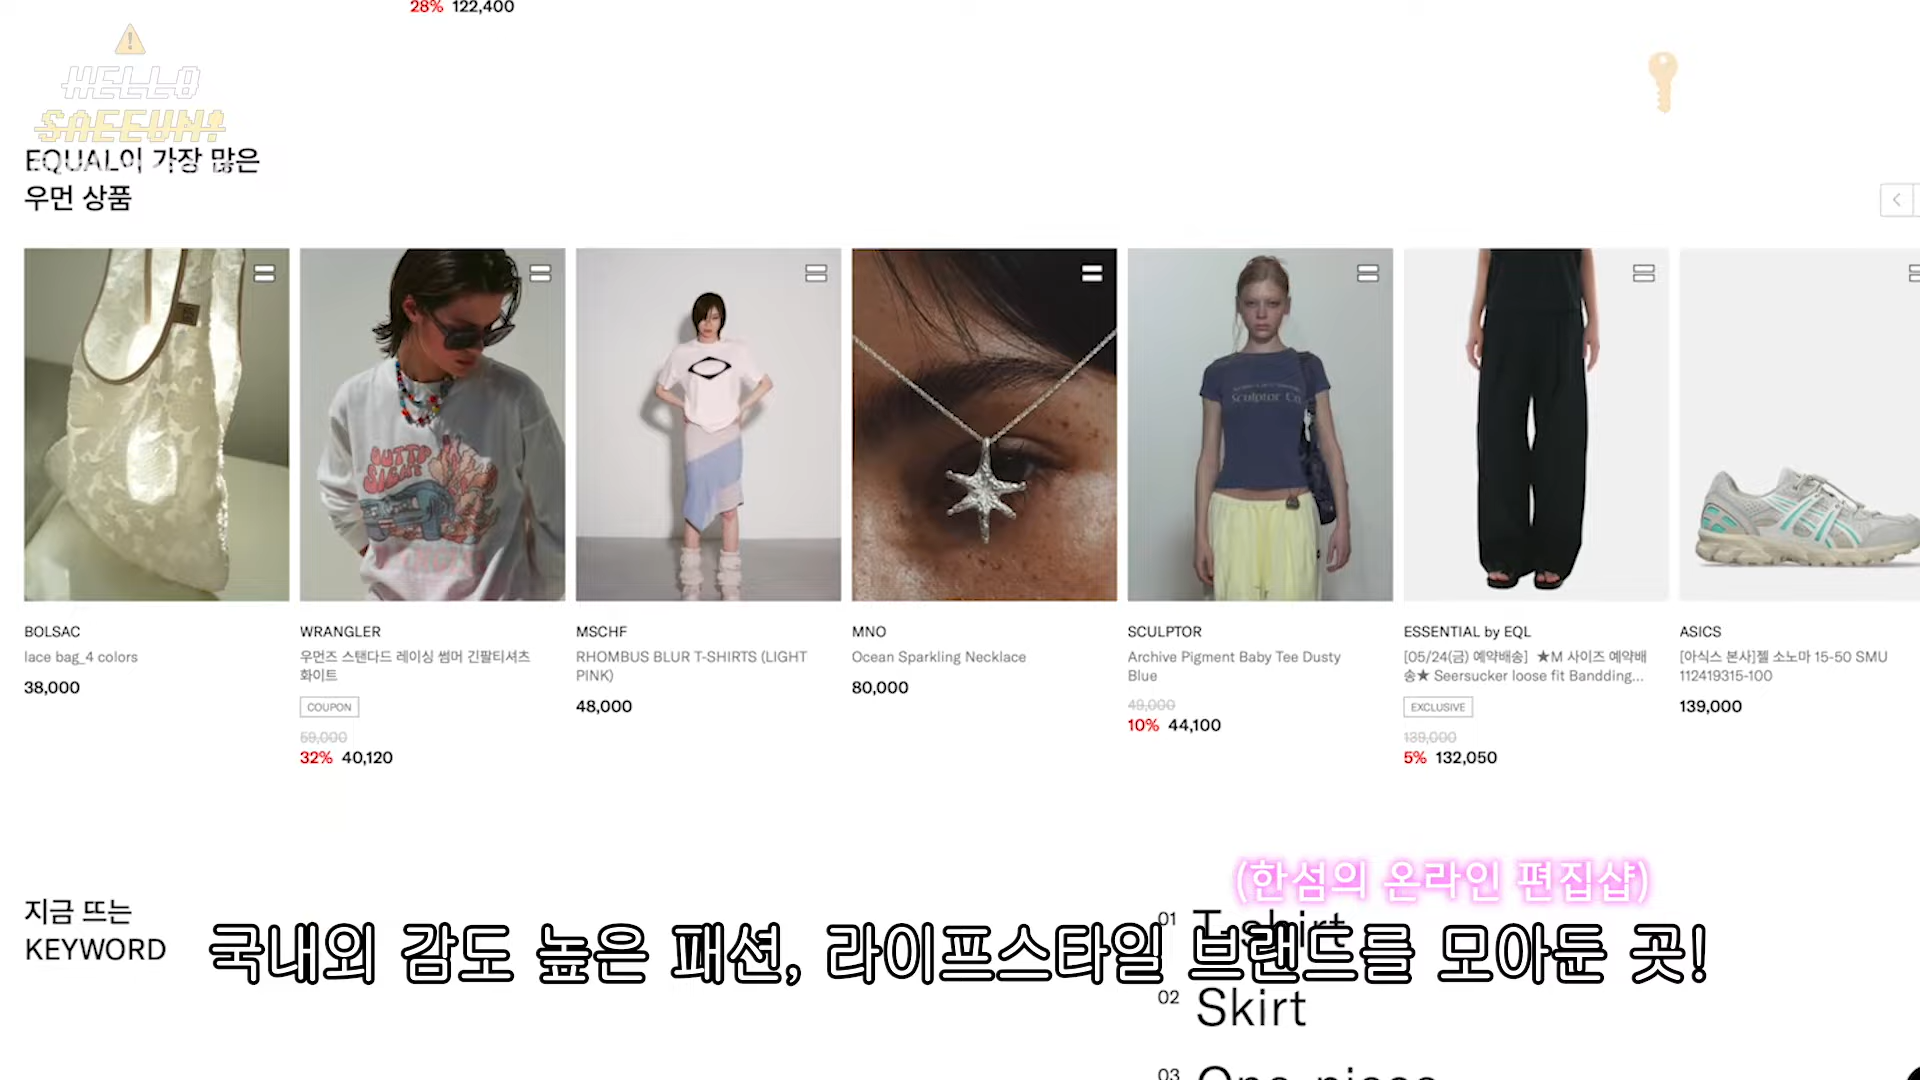 28% 122,400
HELLO
SAEEUN!
EQUAL이 가장 많은
우먼 상품
BOLSAC
lace bag_4 colors
38,000
WRANGLER
우먼즈 스탠다드 레이싱 썸머 긴팔티셔츠
화이트
COUPON
59,000
32% 40,120
MSCHF
RHOMBUS BLUR T-SHIRTS (LIGHT
PINK)
48,000
MNO
Ocean Sparkling Necklace
80,000
Sculptor Co.
SCULPTOR
Archive Pigment Baby Tee Dusty
Blue
49,000
10% 44,100
ESSENTIAL by EQL
[05/24(금) 예약배송] ★M 사이즈 예약배
송★ Seersucker loose fit Bandding...
EXCLUSIVE
139,000
5% 132,050
ASICS
[아식스 본사]젤 소노마 15-50 SMU
112419315-100
139,000
지금 뜨는
KEYWORD
(한섬의 온라인 편집샵)
국내외 감도 높은 패션, 라이프스타일 브랜드를 모아둔 곳!
01 T-shirt
02 Skirt
03 One-piece